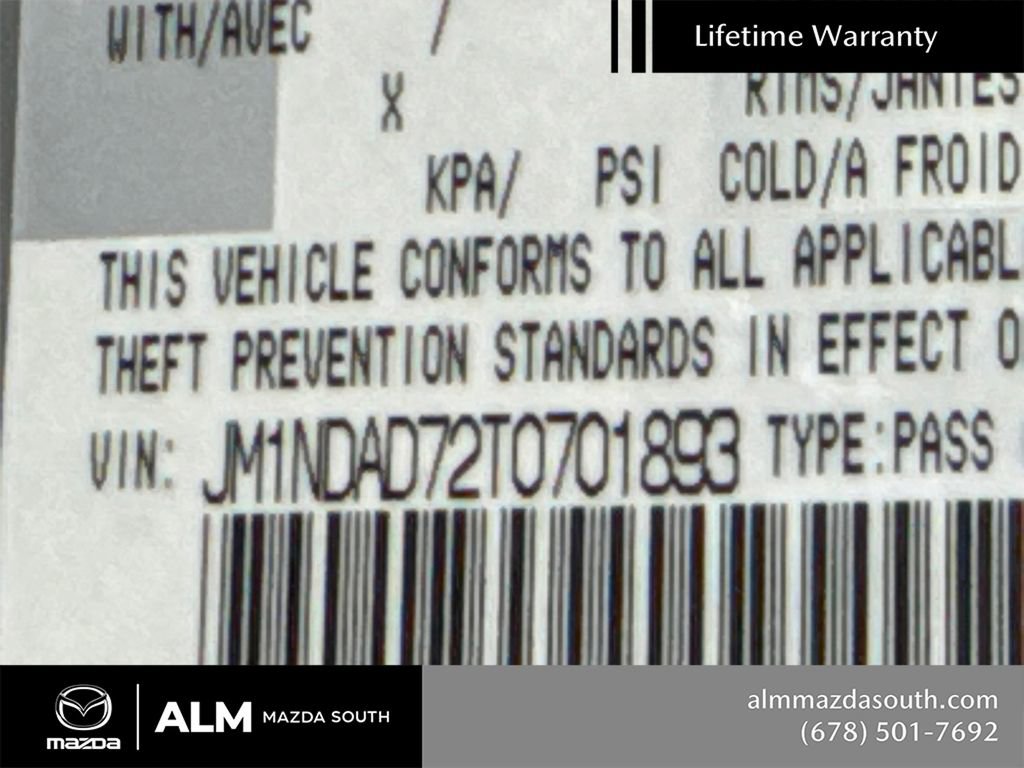 Lifetime Warranty
WITH/AVEC /
X RIMS/JANTES
KPA/ PSI COLD/A FROID
THIS VEHICLE CONFORMS TO ALL APPLICABL
THEFT PREVENTION STANDARDS IN EFFECT O
VIN: JM1NDAD72T0701893 TYPE:PASS
mazda
ALM MAZDA SOUTH
almmazdasouth.com
(678) 501-7692